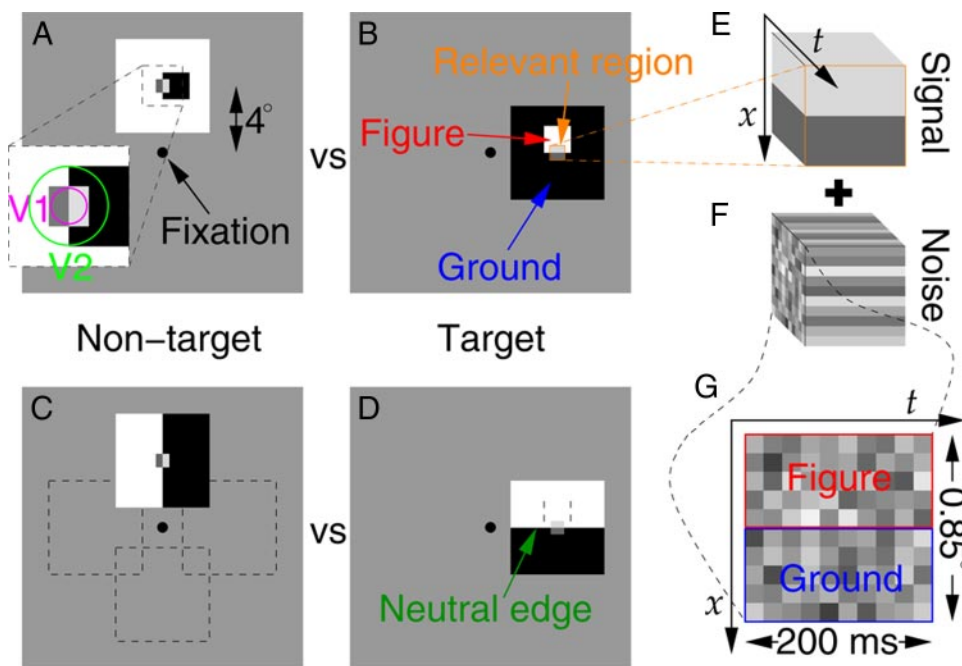 A
4°
V1
V2
Fixation
vs
B
Relevant region
Figure
Ground
E
t
x
Signal
F
Noise
Non-target
Target
C
vs
D
Neutral edge
G
t
Figure
Ground
0.85°
x
200 ms